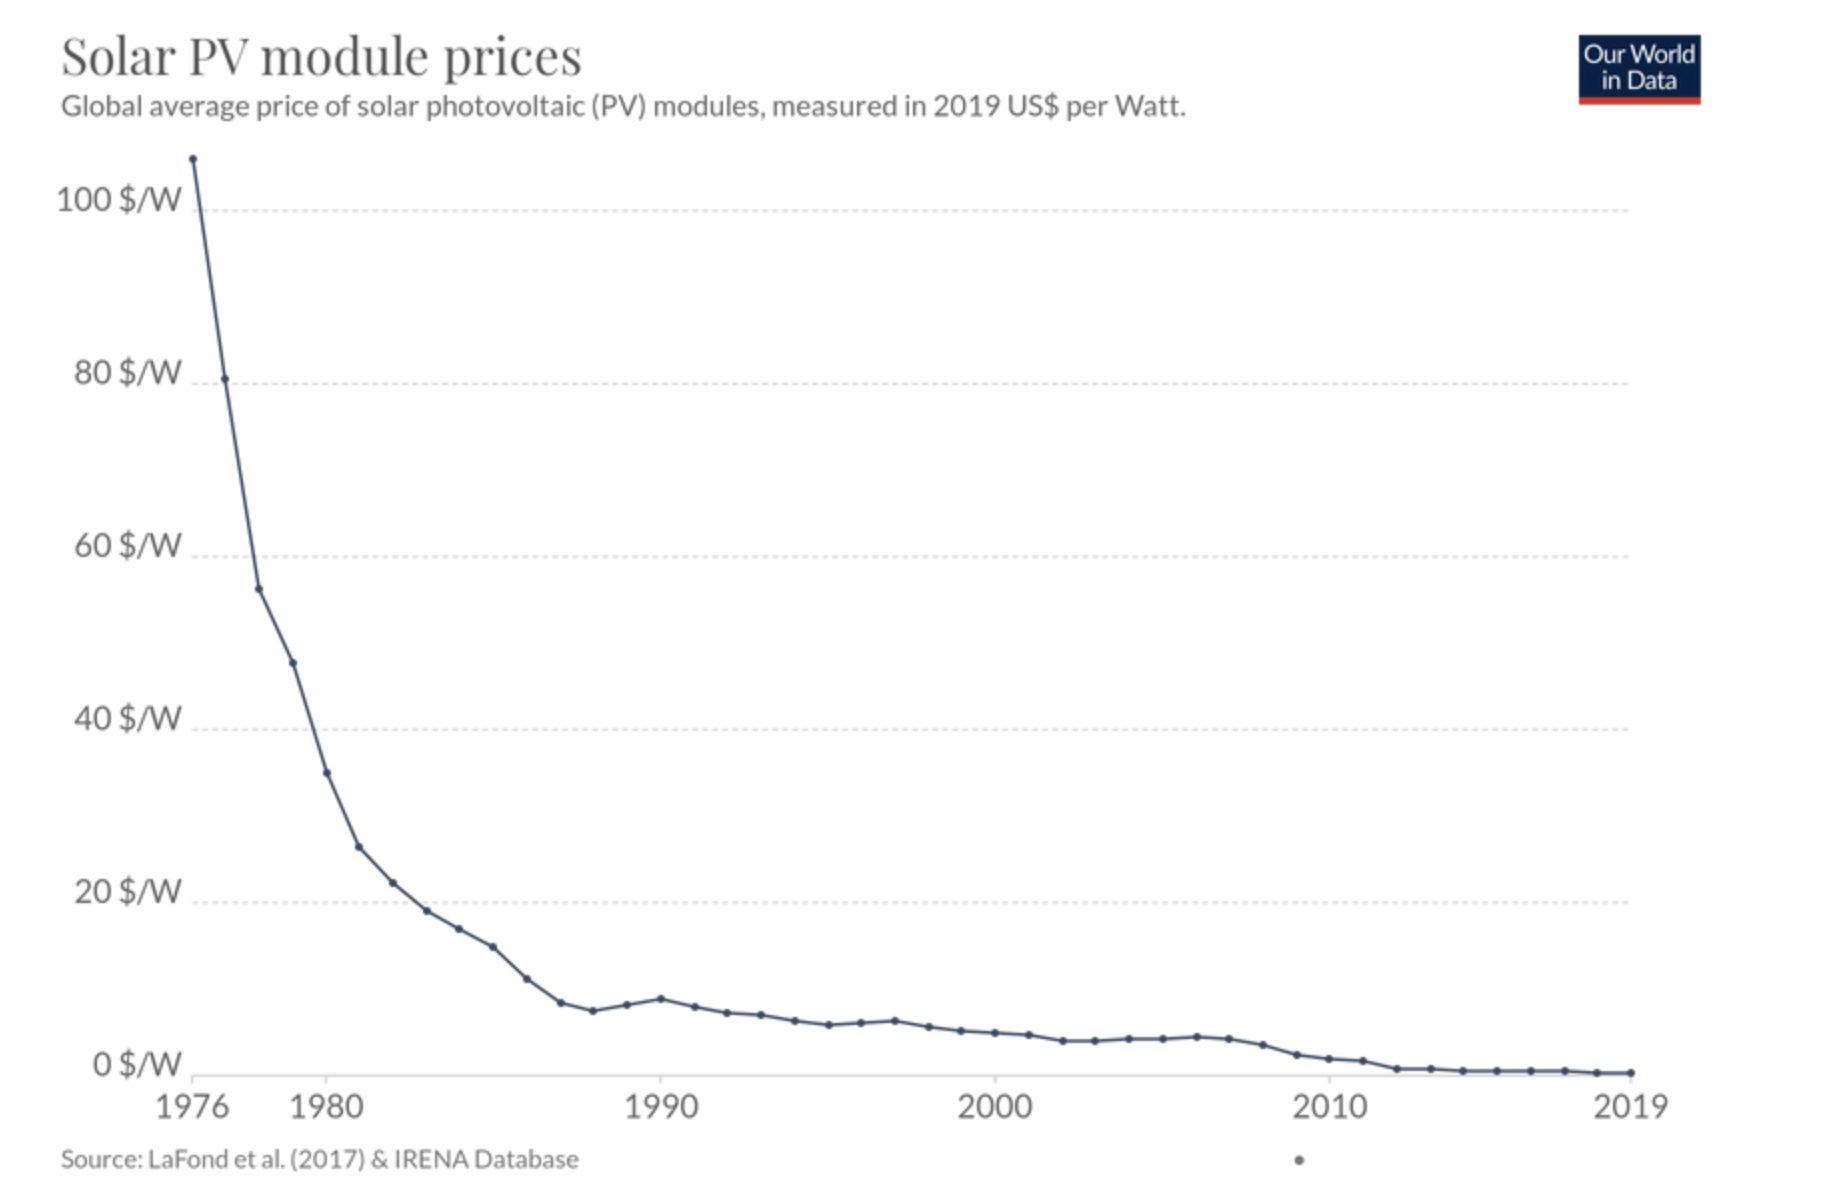 Solar PV module prices
Our World
in Data
Global average price of solar photovoltaic (PV) modules, measured in 2019 US$ per Watt.
100 $/W
80 $/W
60 $/W
40 $/W
20 $/W
0 $/W
1976 1980 1990 2000 2010 2019
Source: LaFond et al. (2017) & IRENA Database